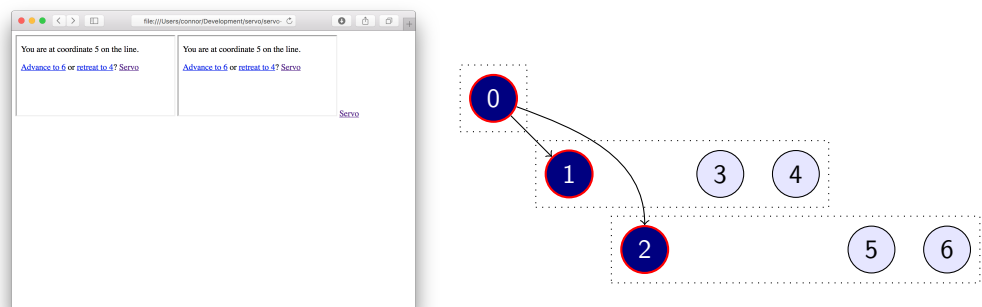 file:///Users/connor/Development/servo/servo-
You are at coordinate 5 on the line.
Advance to 6 or retreat to 4? Servo
You are at coordinate 5 on the line.
Advance to 6 or retreat to 4? Servo
Servo
0
1 3 4
2 5 6